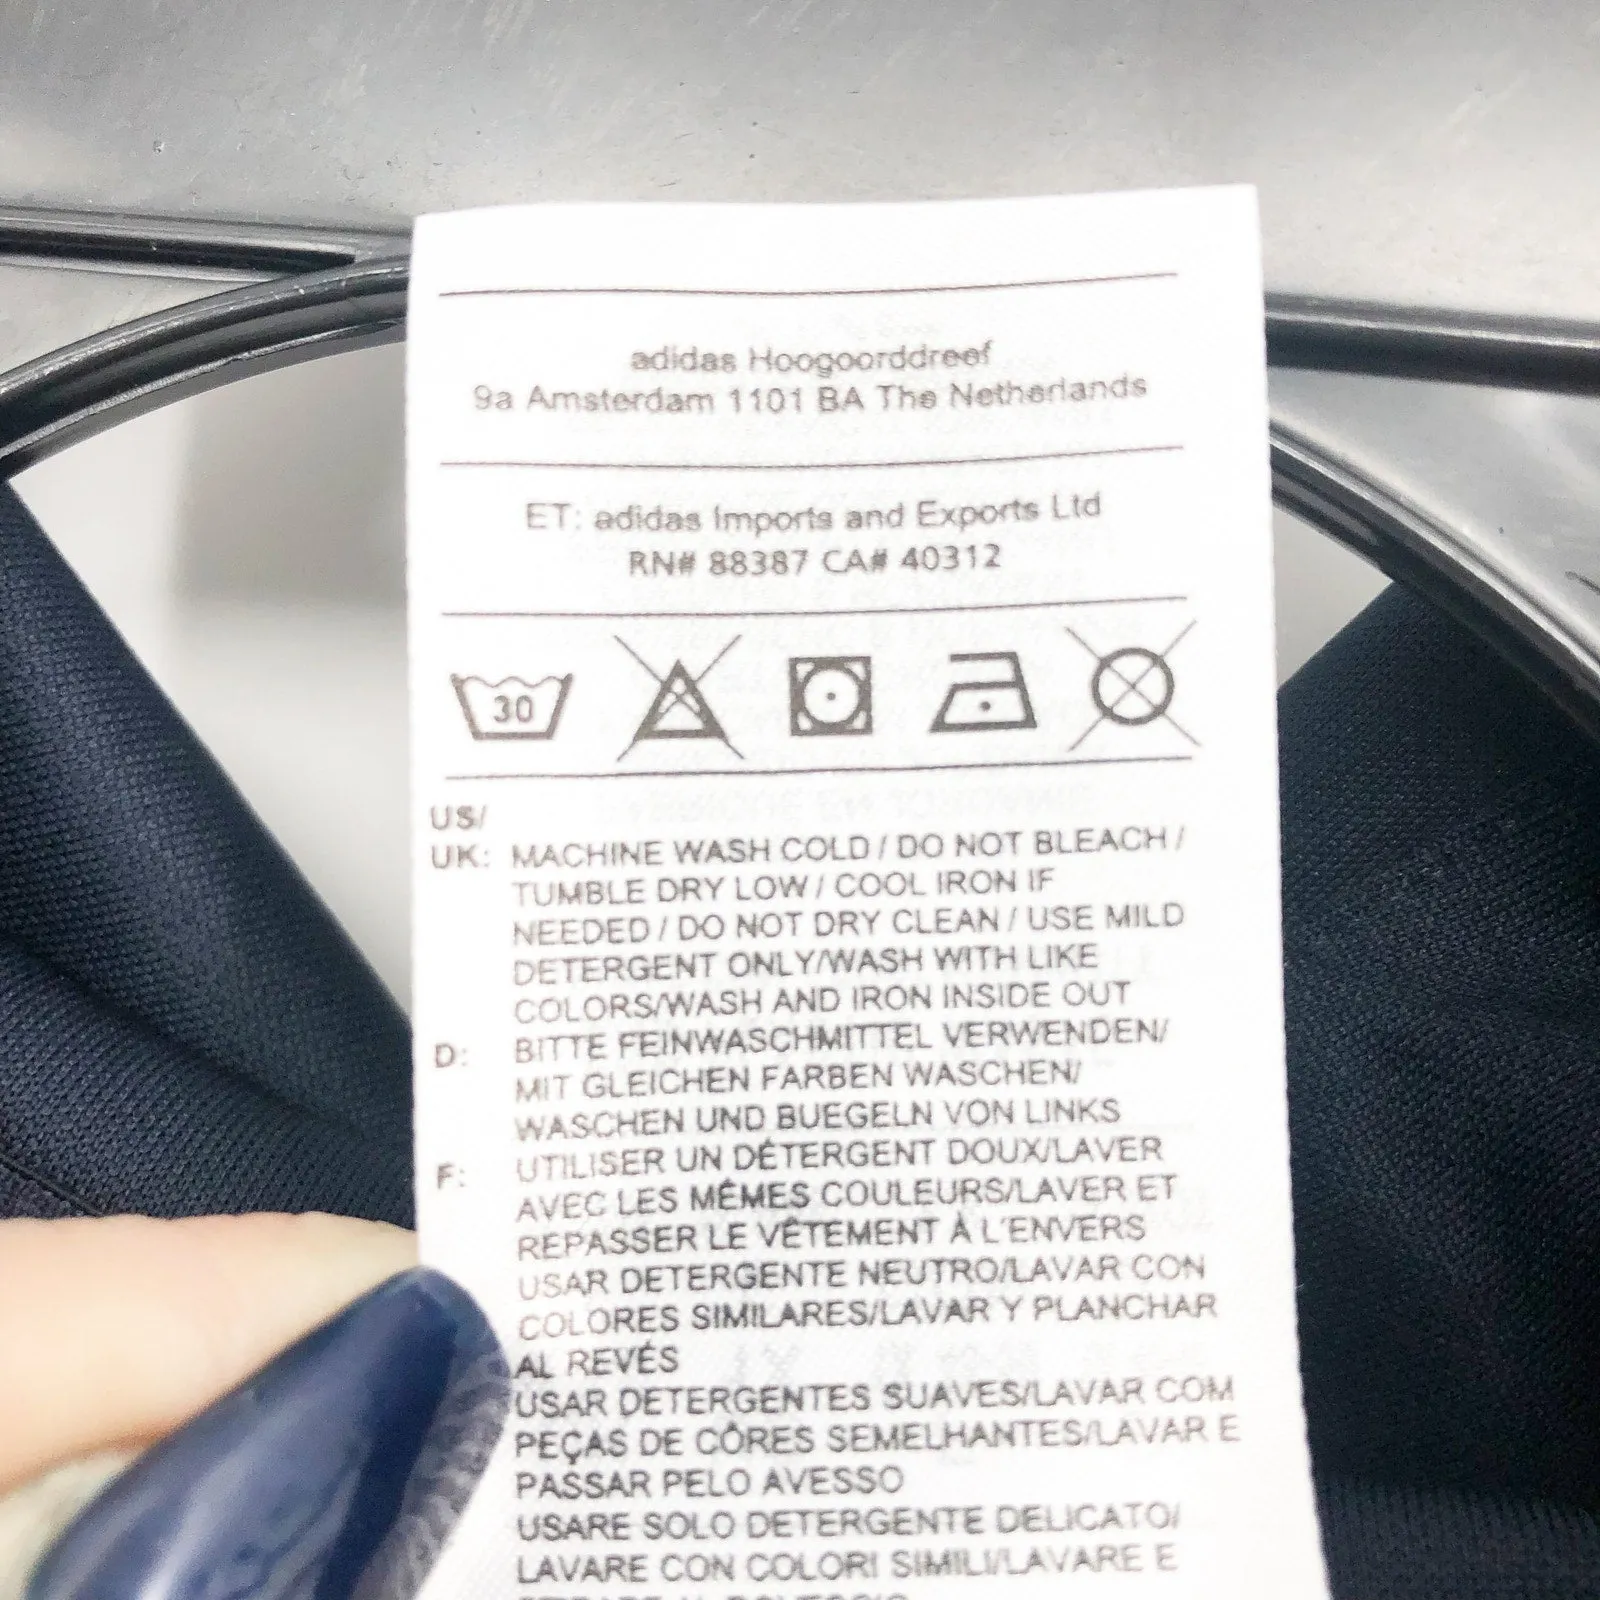 adidas Hoogoorddreef
9a Amsterdam 1101 BA The Netherlands
ET: adidas Imports and Exports Ltd
RN# 88387 CA# 40312
30
US/
UK: MACHINE WASH COLD / DO NOT BLEACH /
TUMBLE DRY LOW / COOL IRON IF
NEEDED / DO NOT DRY CLEAN / USE MILD
DETERGENT ONLY/WASH WITH LIKE
COLORS/WASH AND IRON INSIDE OUT
D: BITTE FEINWASCHMITTEL VERWENDEN/
MIT GLEICHEN FARBEN WASCHEN/
WASCHEN UND BUEGELN VON LINKS
F: UTILISER UN DÉTERGENT DOUX/LAVER
AVEC LES MÊMES COULEURS/LAVER ET
REPASSER LE VÊTEMENT À L'ENVERS
USAR DETERGENTE NEUTRO/LAVAR CON
COLORES SIMILARES/LAVAR Y PLANCHAR
AL REVÉS
USAR DETERGENTES SUAVES/LAVAR COM
PEÇAS DE CÔRES SEMELHANTES/LAVAR E
PASSAR PELO AVESSO
USARE SOLO DETERGENTE DELICATO/
LAVARE CON COLORI SIMILI/LAVARE E